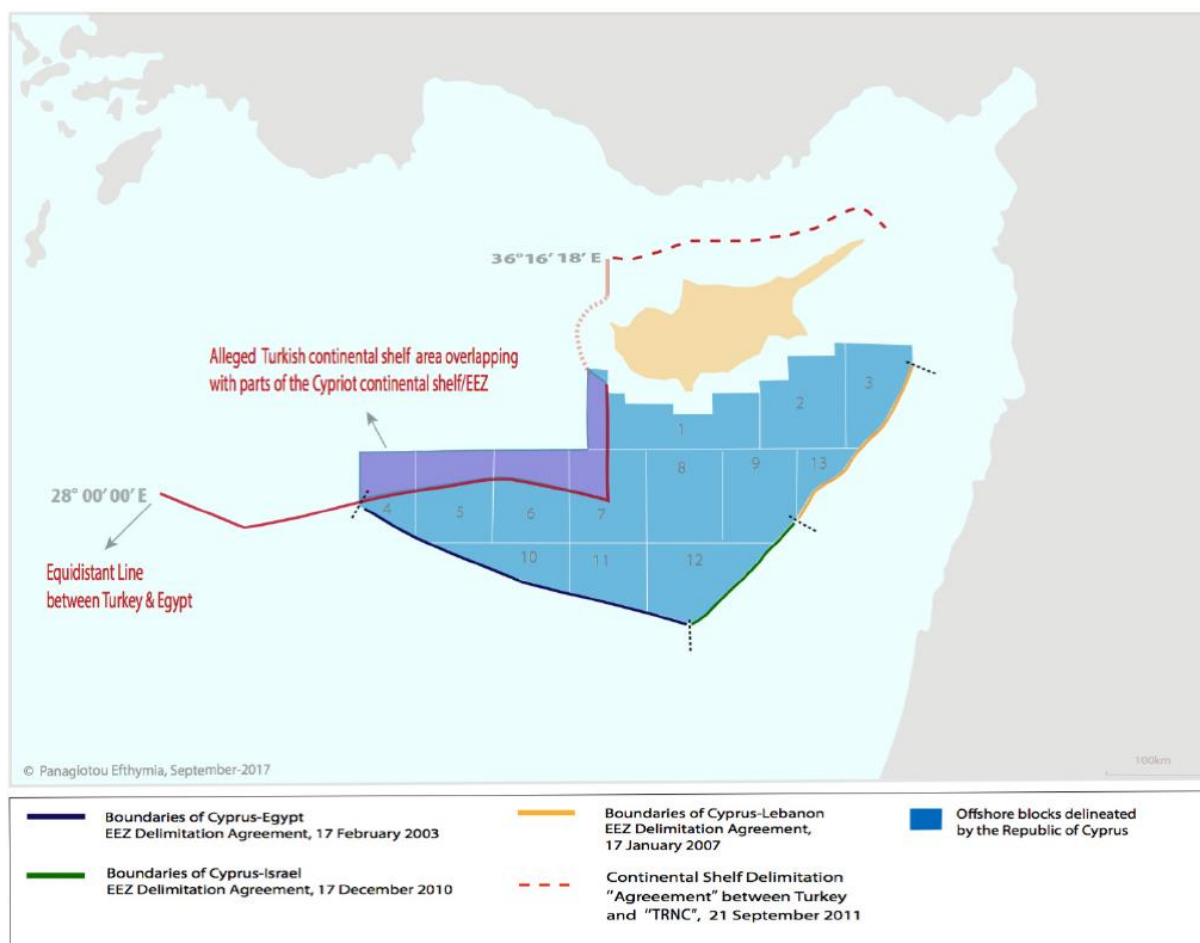 36°16' 18' E
Alleged Turkish continental shelf area overlapping
with parts of the Cypriot continental shelf/EEZ
3
2
1
8
9
13
28° 00' 00' E
4
5
6
7
10
11
12
Equidistant Line
between Turkey & Egypt
© Panagiotou Efthymia, September-2017
100km
Boundaries of Cyprus-Egypt
EEZ Delimitation Agreement, 17 February 2003
Boundaries of Cyprus-Israel
EEZ Delimitation Agreement, 17 December 2010
Boundaries of Cyprus-Lebanon
EEZ Delimitation Agreement,
17 January 2007
Continental Shelf Delimitation
"Agreeement" between Turkey
and "TRNC", 21 September 2011
Offshore blocks delineated
by the Republic of Cyprus